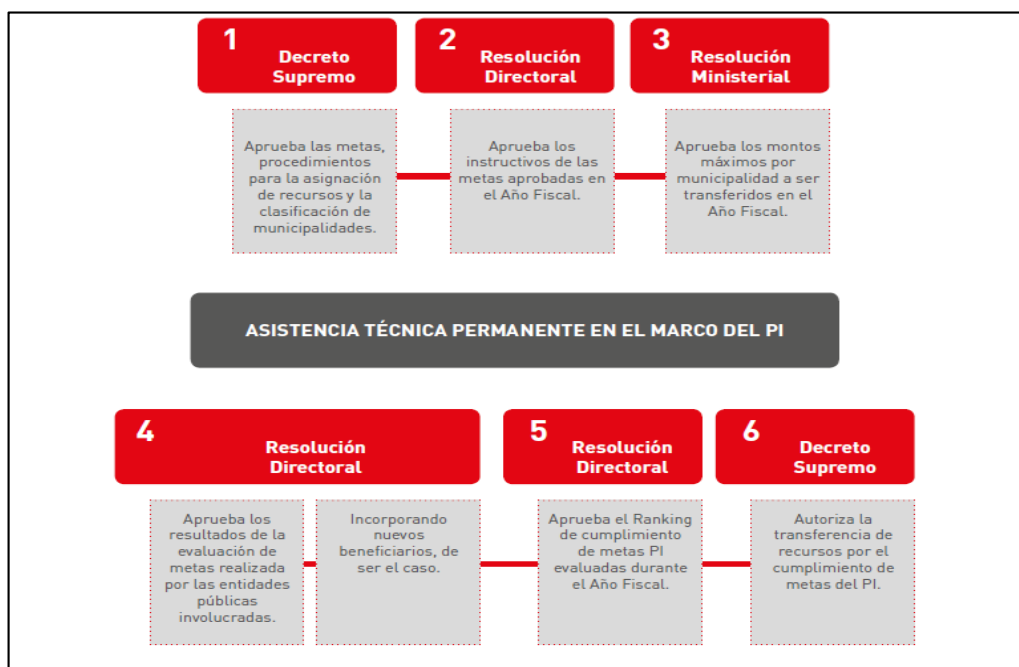 1
Decreto
Supremo
Aprueba las metas,
procedimientos
para la asignación
de recursos y la
clasificación de
municipalidades.
2
Resolución
Directoral
Aprueba los
instructivos de las
metas aprobadas en
el Año Fiscal.
3
Resolución
Ministerial
Aprueba los montos
máximos por
municipalidad a ser
transferidos en el
Año Fiscal.
ASISTENCIA TÉCNICA PERMANENTE EN EL MARCO DEL PI
4
Resolución
Directoral
Aprueba los
resultados de la
evaluación de
metas realizada
por las entidades
públicas
involucradas.
Incorporando
nuevos
beneficiarios, de
ser el caso.
5
Resolución
Directoral
Aprueba el Ranking
de cumplimiento
de metas PI
evaluadas durante
el Año Fiscal.
6
Decreto
Supremo
Autoriza la
transferencia de
recursos por el
cumplimiento de
metas del PI.